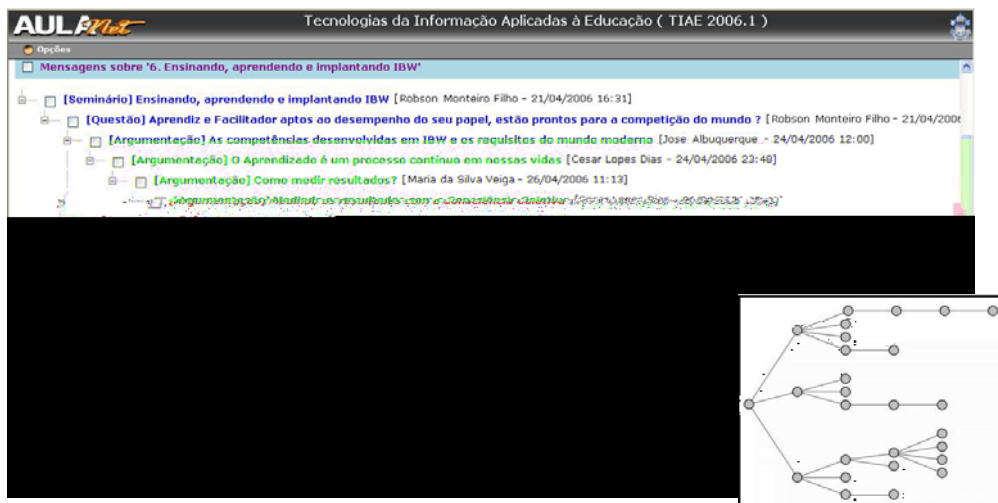 AULANet
Tecnologias da Informação Aplicadas à Educação ( TIAE 2006.1 )
Opções
Mensagens sobre '6. Ensinando, aprendendo e implantando IBW'
[Seminário] Ensinando, aprendendo e implantando IBW [Robson Monteiro Filho - 21/04/2006 16:31]
[Questão] Aprendiz e Facilitador aptos ao desempenho do seu papel, estão prontos para a competição do mundo ? [Robson Monteiro Filho - 21/04/200
[Argumentação] As competências desenvolvidas em IBW e os requisitos do mundo moderno [Jose Albuquerque - 24/04/2006 12:00]
[Argumentação] O Aprendizado é um processo contínuo em nossas vidas [Cesar Lopes Dias - 24/04/2006 23:48]
[Argumentação] Como medir resultados? [Maria da Silva Veiga - 26/04/2006 11:13]
[Argumentação]